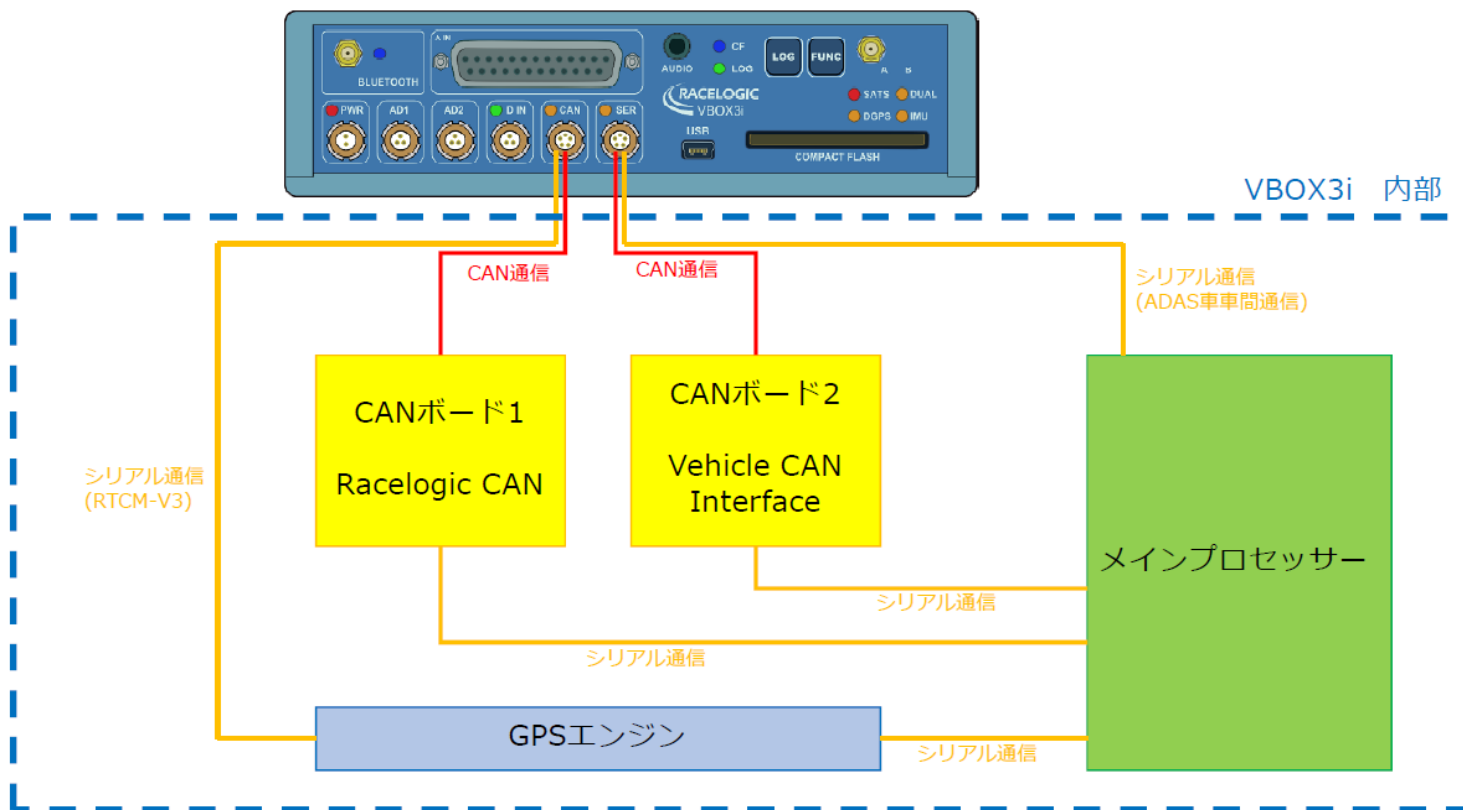 A IN
BLUETOOTH
AUDIO
CF
LOG
LOG
FUNC
A B
RACELOGIC
VBOX3i
SATS
DUAL
DGPS
IMU
PWR
AD1
AD2
D IN
CAN
SER
USB
COMPACT FLASH
VBOX3i 内部
CAN通信
CAN通信
シリアル通信
(ADAS車車間通信)
CANボード1
Racelogic CAN
CANボード2
Vehicle CAN
Interface
シリアル通信
(RTCM-V3)
メインプロセッサー
シリアル通信
シリアル通信
GPSエンジン
シリアル通信